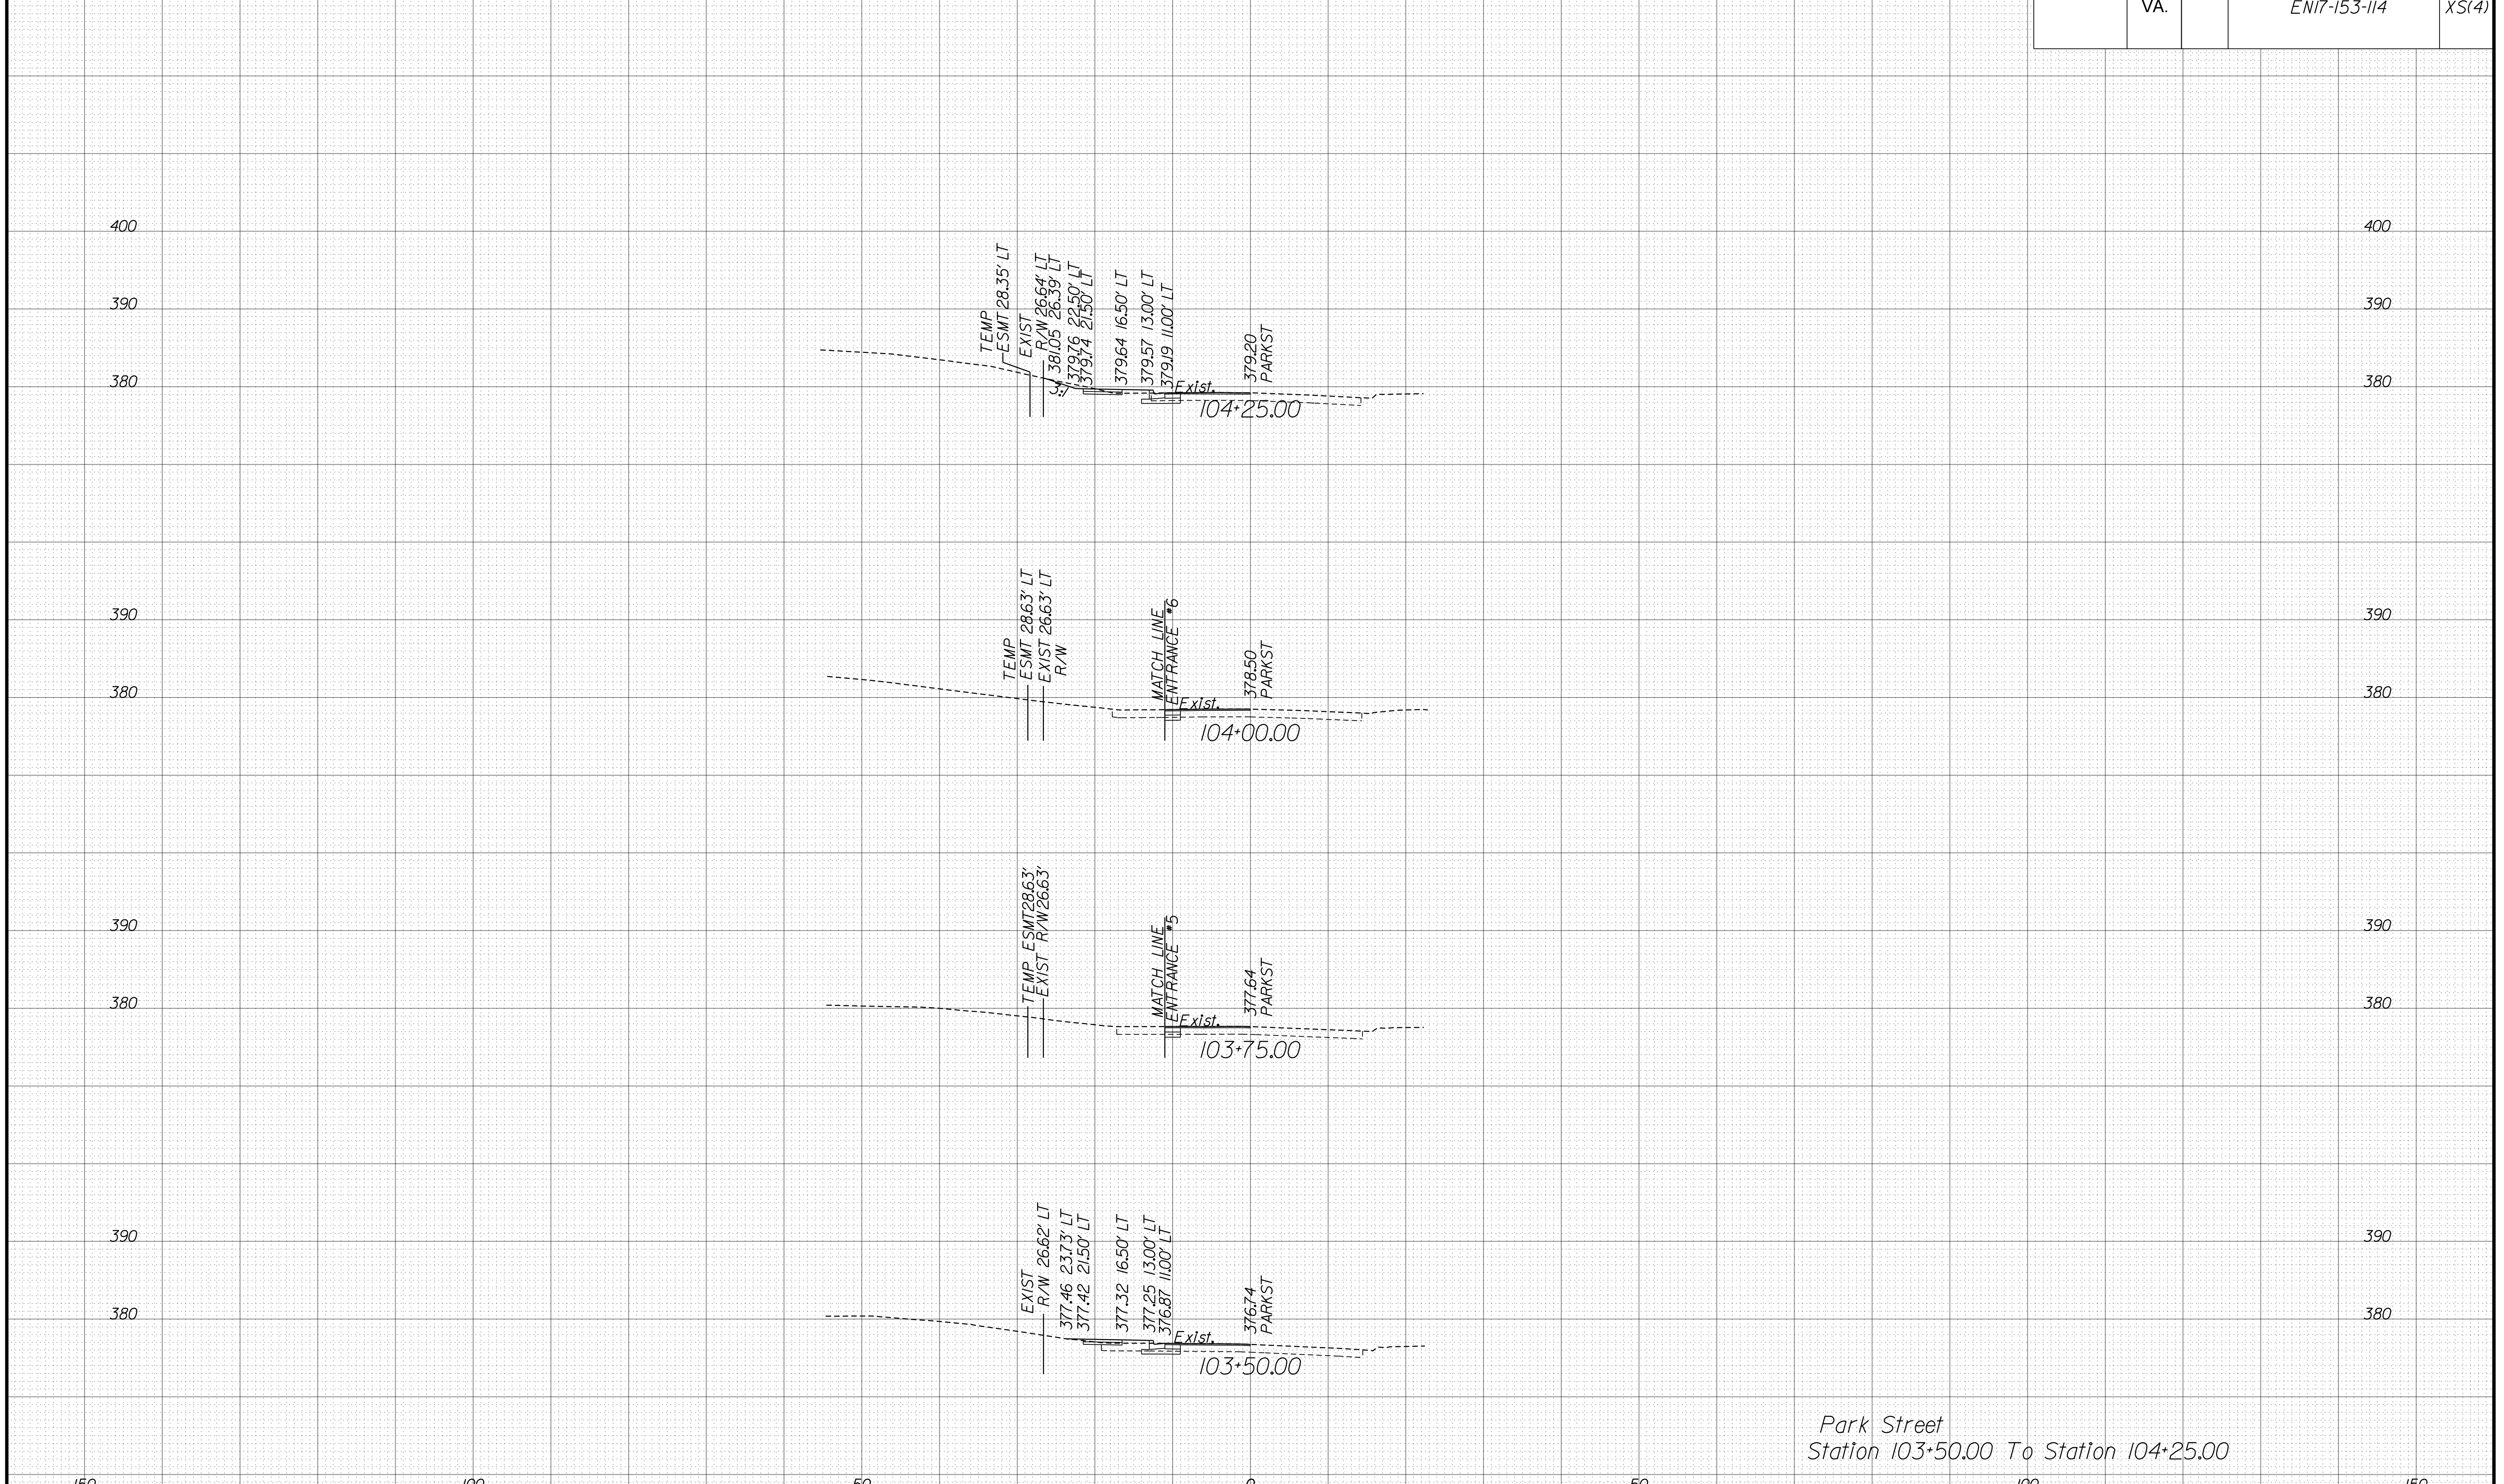 VA.
EN17-153-114
XS(4)
400
400
390
390
380
380
TEMP
ESMT 28.35' LT
EXIST
R/W 26.64' LT
381.05 26.39' LT
379.76 22.50' LT
379.74 21.50' LT
379.64 16.50' LT
379.57 13.00' LT
379.19 11.00' LT
379.20
PARKST
3:1
Exist.
104+25.00
390
390
380
380
TEMP
ESMT 28.63' LT
EXIST 26.63' LT
R/W
MATCH LINE
ENTRANCE #6
378.50
PARKST
Exist.
104+00.00
390
390
380
380
TEMP ESMT28.63'
EXIST R/W26.63'
MATCH LINE
ENTRANCE #5
377.64
PARKST
Exist.
103+75.00
390
390
380
380
EXIST
R/W 26.62' LT
377.46 23.73' LT
377.42 21.50' LT
377.32 16.50' LT
377.25 13.00' LT
376.87 11.00' LT
376.74
PARKST
Exist.
103+50.00
Park Street
Station 103+50.00 To Station 104+25.00